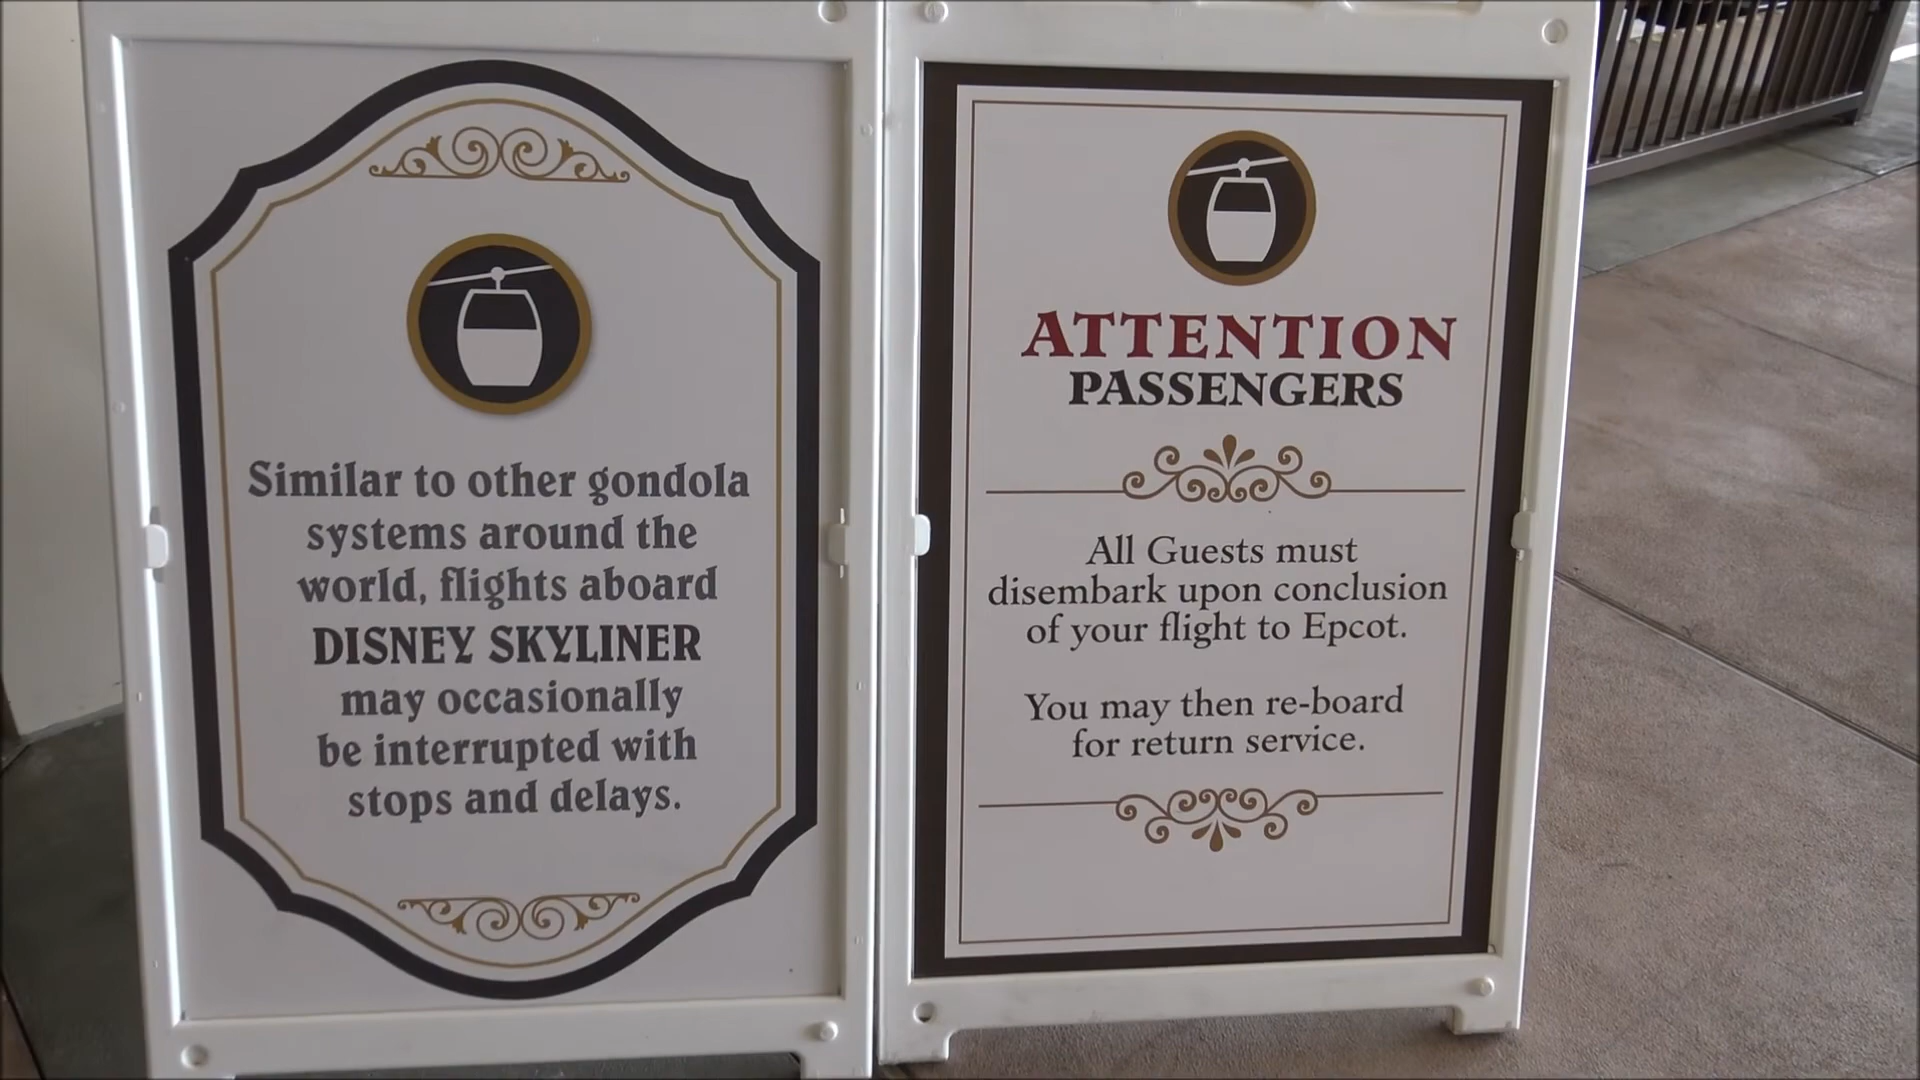 Similar to other gondola
systems around the
world, flights aboard
DISNEY SKYLINER
may occasionally
be interrupted with
stops and delays.
ATTENTION
PASSENGERS
All Guests must
disembark upon conclusion
of your flight to Epcot.
You may then re-board
for return service.